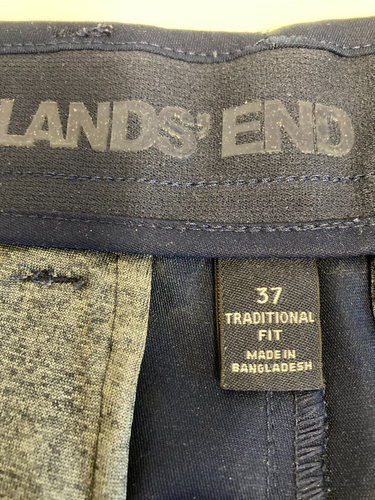 LANDS' END
37
TRADITIONAL
FIT
MADE IN
BANGLADESH